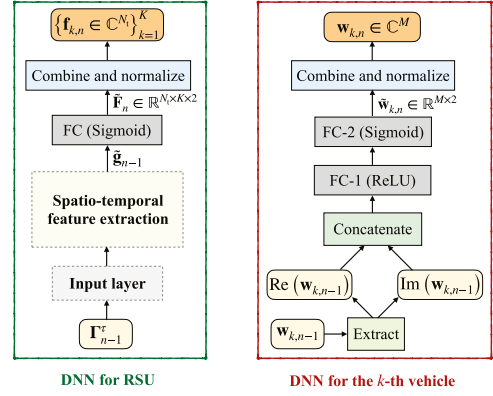 {f_{k,n} ∈ ℂ^{N_t}}_{k=1}^{K}
Combine and normalize
F̃_n ∈ ℝ^{N_t×K×2}
FC (Sigmoid)
g̃_{n−1}
Spatio-temporal
feature extraction
Input layer
Γ_{n−1}^{τ}
DNN for RSU
w_{k,n} ∈ ℂ^M
Combine and normalize
w̃_{k,n} ∈ ℝ^{M×2}
FC-2 (Sigmoid)
FC-1 (ReLU)
Concatenate
Re (w_{k,n−1})
Im (w_{k,n−1})
w_{k,n−1}
Extract
DNN for the k-th vehicle